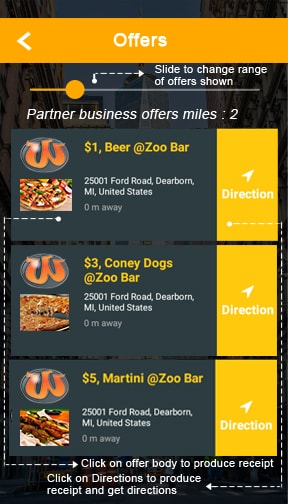 Offers
Slide to change range
of offers shown
Partner business offers miles : 2
$1, Beer @Zoo Bar
25001 Ford Road, Dearborn,
MI, United States
0 m away
Direction
$3, Coney Dogs
@Zoo Bar
25001 Ford Road, Dearborn,
MI, United States
0 m away
Direction
$5, Martini @Zoo Bar
25001 Ford Road, Dearborn,
MI, United States
0 m away
Direction
Click on offer body to produce receipt
Click on Directions to produce
receipt and get directions